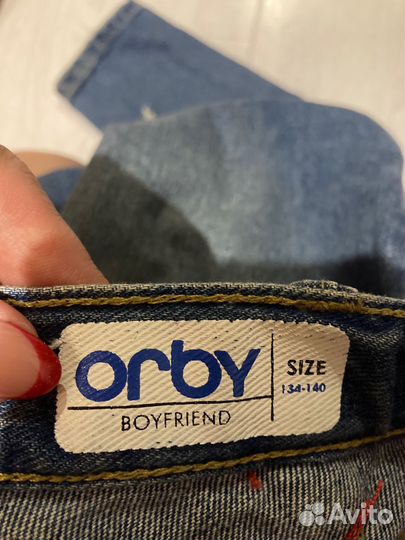 orby
BOYFRIEND
SIZE
134-140
Avito